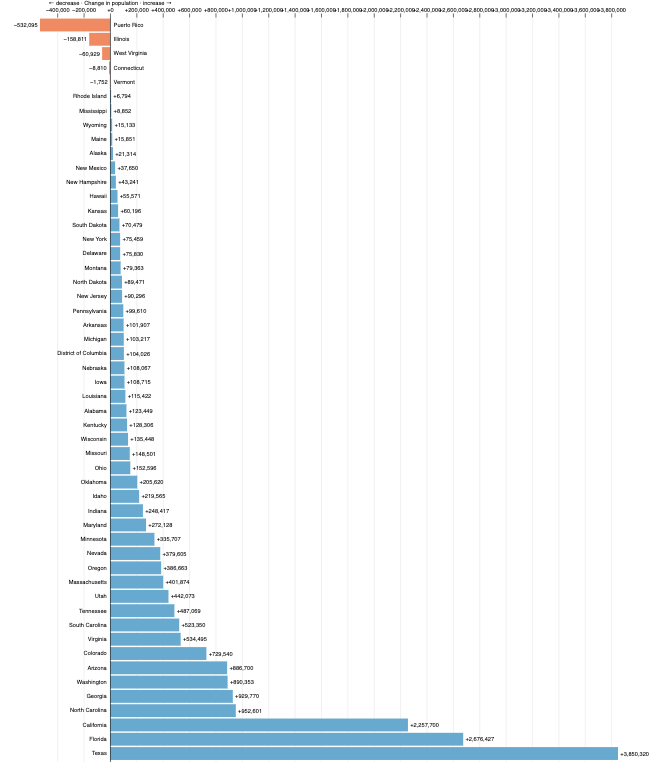 ← decrease · Change in population · increase →
−400,000 −200,000 +0 +200,000 +400,000 +600,000 +800,000 +1,000,000 +1,200,000 +1,400,000 +1,600,000 +1,800,000 +2,000,000 +2,200,000 +2,400,000 +2,600,000 +2,800,000 +3,000,000 +3,200,000 +3,400,000 +3,600,000 +3,800,000
−532,095 Puerto Rico
−158,811 Illinois
−60,929 West Virginia
−8,810 Connecticut
−1,752 Vermont
Rhode Island +6,794
Mississippi +8,852
Wyoming +15,133
Maine +15,851
Alaska +21,314
New Mexico +37,650
New Hampshire +43,241
Hawaii +55,571
Kansas +60,196
South Dakota +70,479
New York +75,459
Delaware +75,830
Montana +79,363
North Dakota +89,471
New Jersey +90,296
Pennsylvania +99,610
Arkansas +101,907
Michigan +103,217
District of Columbia +104,026
Nebraska +108,067
Iowa +108,715
Louisiana +115,422
Alabama +123,449
Kentucky +128,306
Wisconsin +135,448
Missouri +148,501
Ohio +152,596
Oklahoma +205,620
Idaho +219,565
Indiana +248,417
Maryland +272,128
Minnesota +335,707
Nevada +379,605
Oregon +386,663
Massachusetts +401,874
Utah +442,073
Tennessee +487,069
South Carolina +523,350
Virginia +534,495
Colorado +729,540
Arizona +886,700
Washington +890,353
Georgia +929,770
North Carolina +952,601
California +2,257,700
Florida +2,676,427
Texas +3,850,320